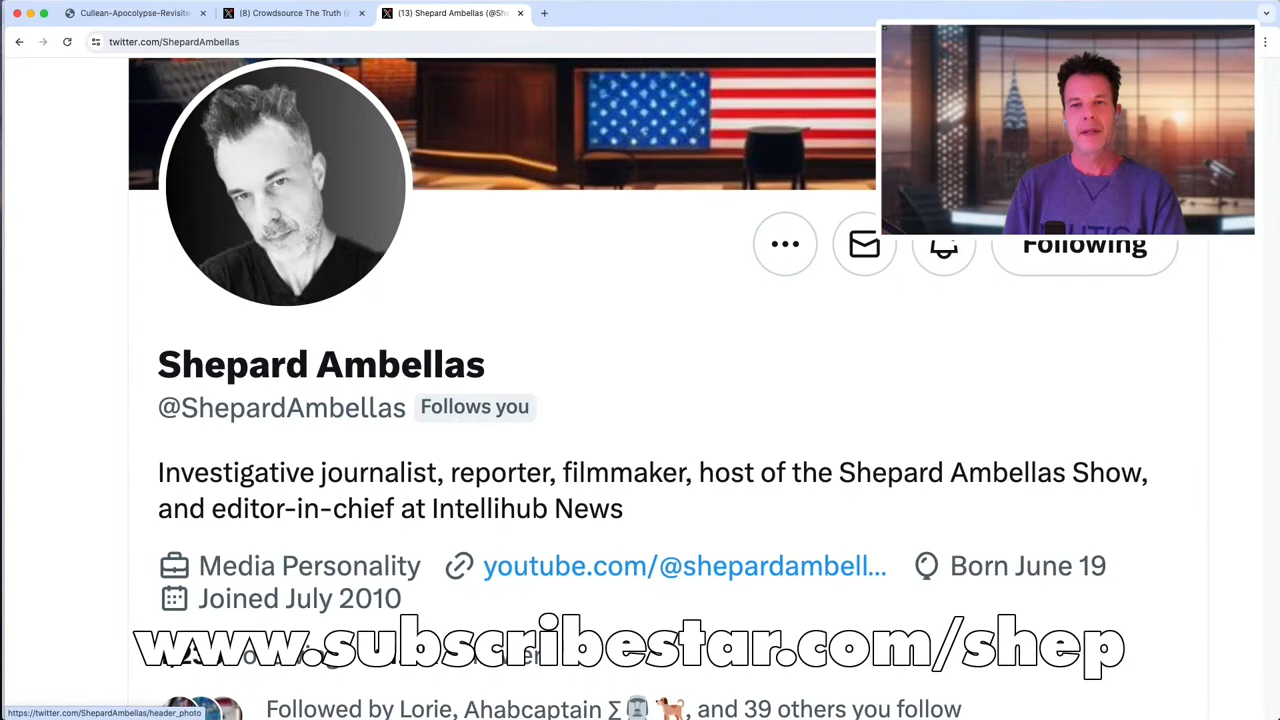 Cullean-Apocolypse-Revisite
(8) Crowdsource The Truth (
(13) Shepard Ambellas (@Sh
twitter.com/ShepardAmbellas
Following
Shepard Ambellas
@ShepardAmbellas Follows you
Investigative journalist, reporter, filmmaker, host of the Shepard Ambellas Show,
and editor-in-chief at Intellihub News
Media Personality youtube.com/@shepardambell... Born June 19
Joined July 2010
www.subscribestar.com/shep
Followed by Lorie, Ahabcaptain Σ, and 39 others you follow
https://twitter.com/ShepardAmbellas/header_photo